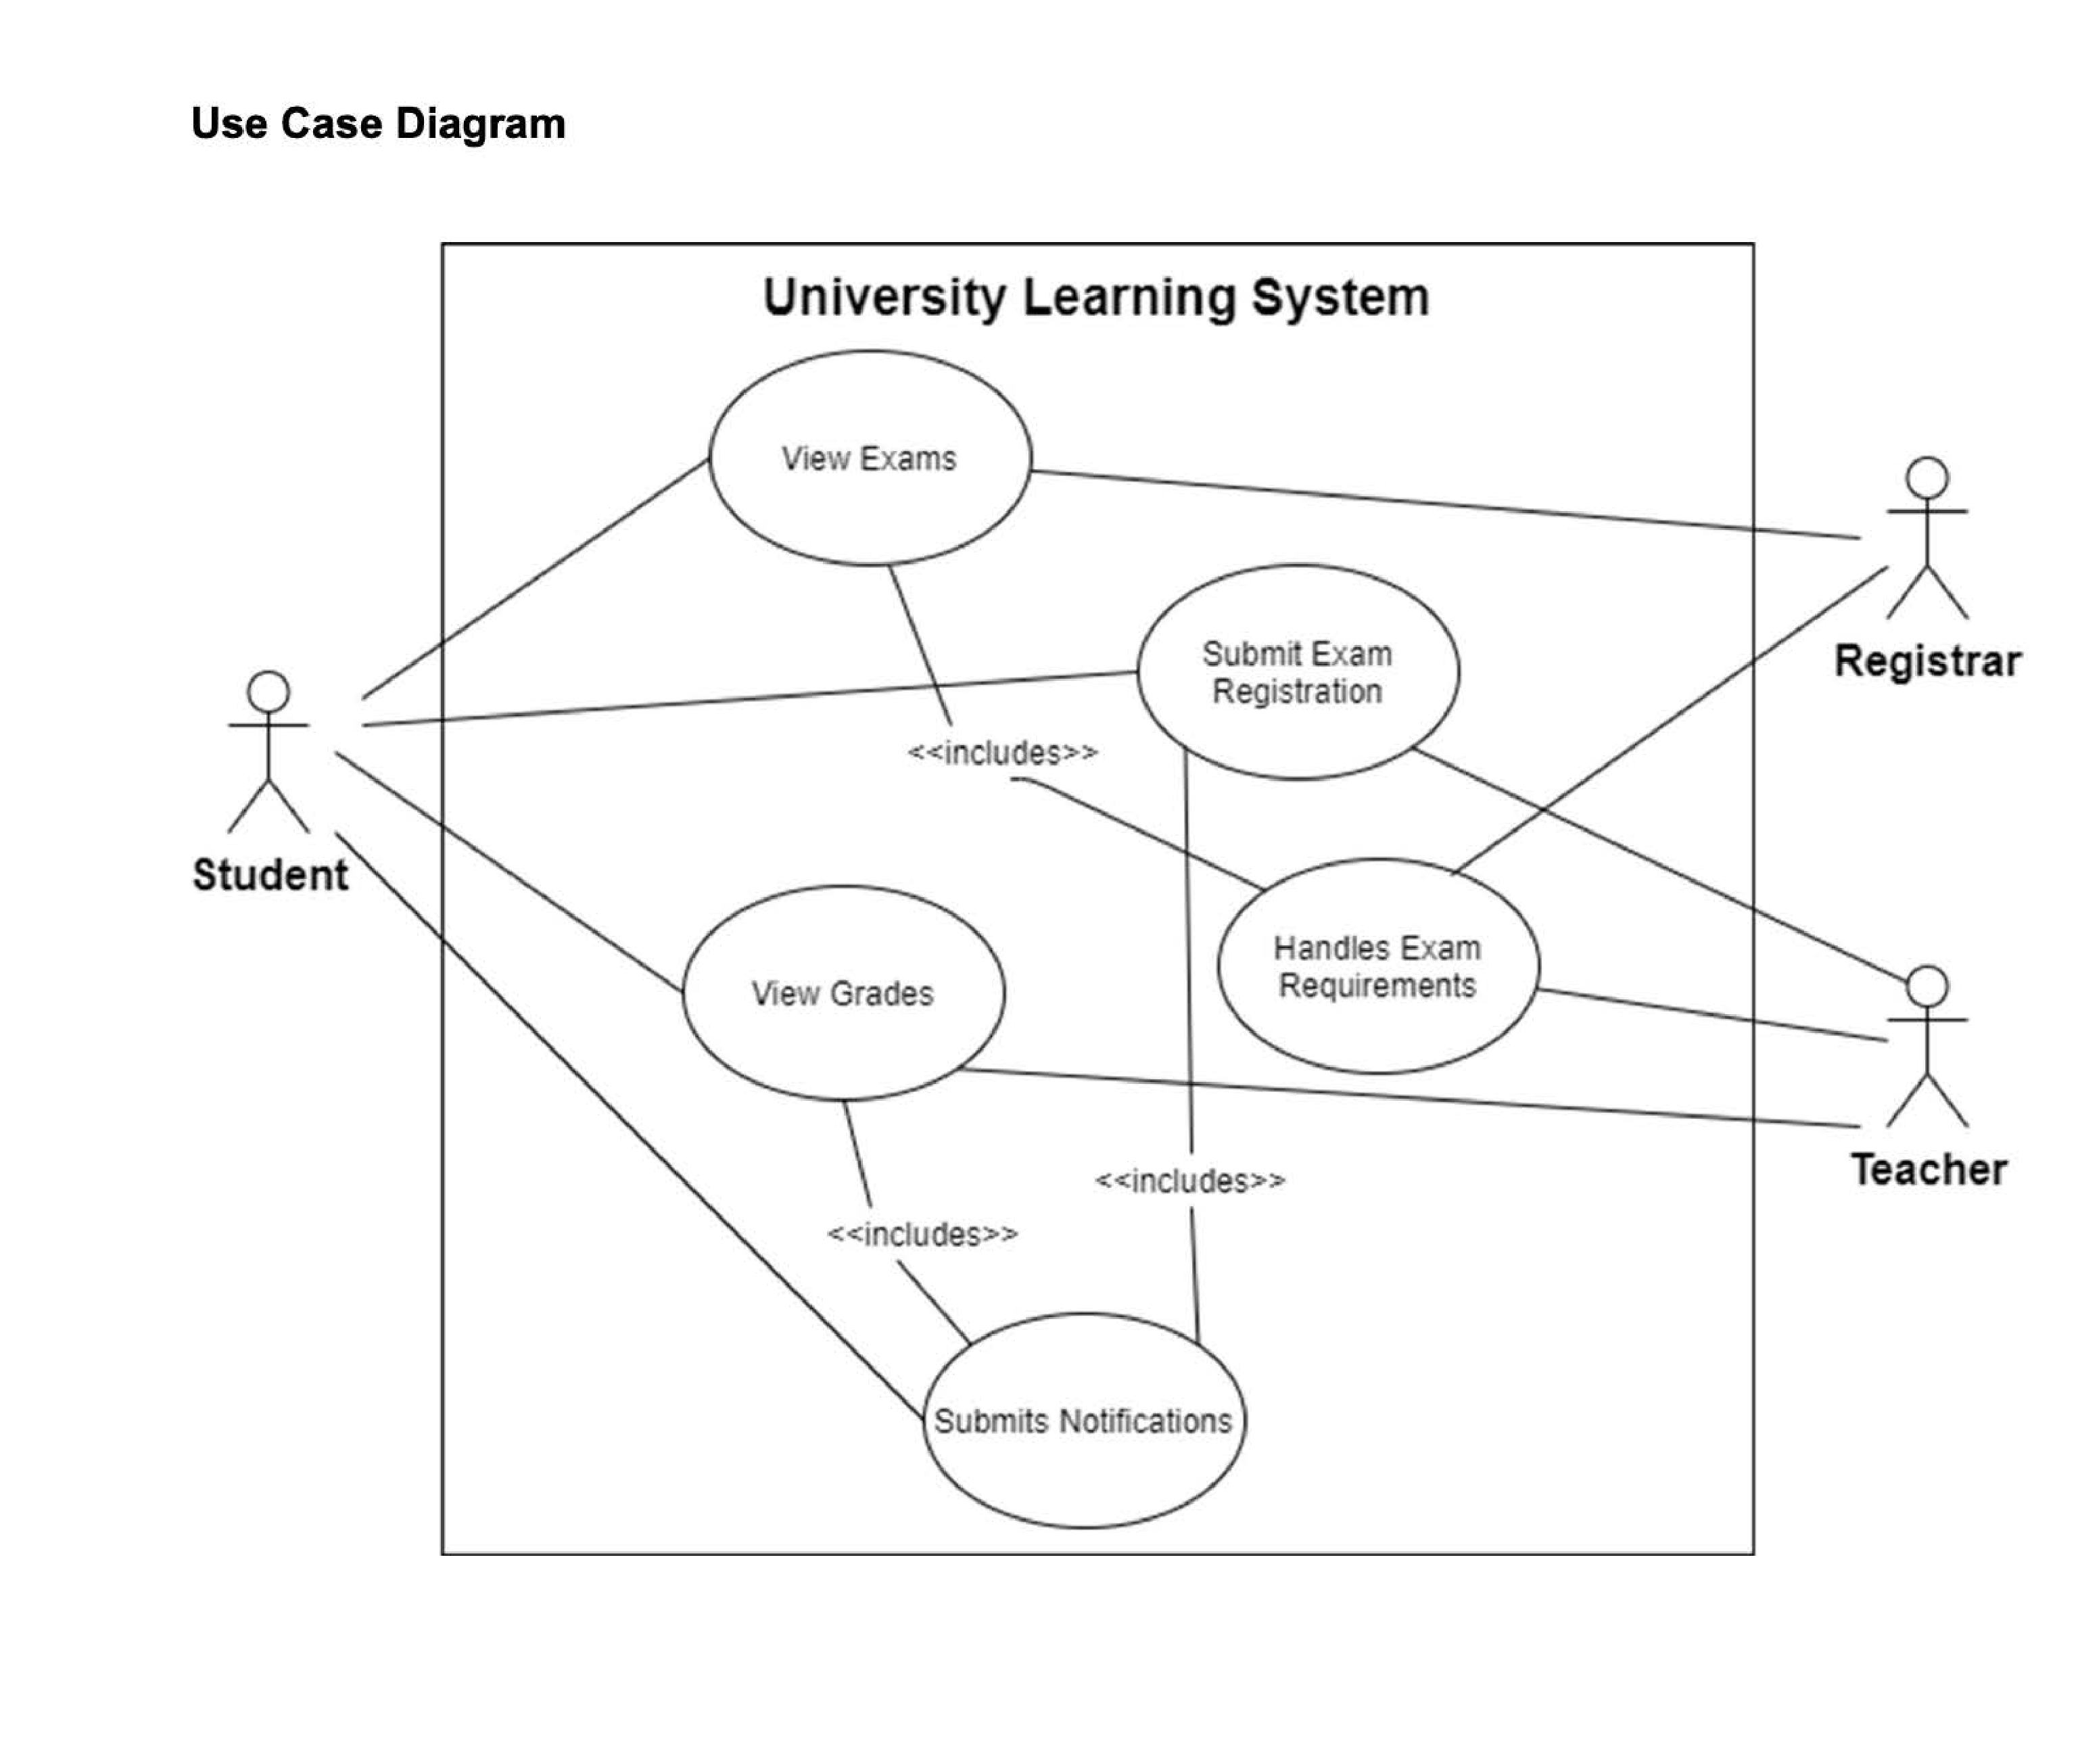 Use Case Diagram
University Learning System
View Exams
Submit Exam
Registration
Registrar
<<includes>>
Student
Handles Exam
Requirements
View Grades
Teacher
<<includes>>
<<includes>>
Submits Notifications